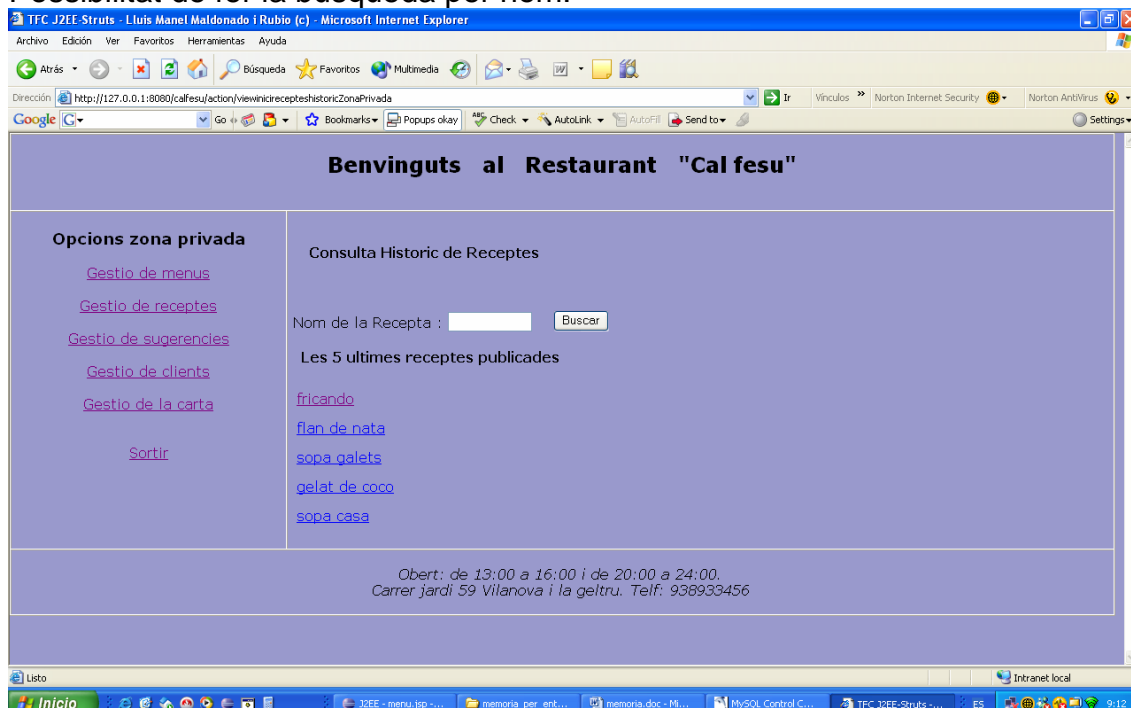 Possibilitat de fer la búsqueda per nom.
TFC J2EE-Struts - Lluis Manel Maldonado i Rubio (c) - Microsoft Internet Explorer
Archivo Edición Ver Favoritos Herramientas Ayuda
Atrás Búsqueda Favoritos Multimedia
Dirección http://127.0.0.1:8080/calfesu/action/viewinicirecepteshistoricZonaPrivada Ir Vínculos » Norton Internet Security Norton AntiVirus
Google G Go Bookmarks Popups okay Check AutoLink AutoFill Send to Settings
Benvinguts al Restaurant "Cal fesu"
Opcions zona privada
Gestio de menus
Gestio de receptes
Gestio de sugerencies
Gestio de clients
Gestio de la carta
Sortir
Consulta Historic de Receptes
Nom de la Recepta : Buscar
Les 5 ultimes receptes publicades
fricando
flan de nata
sopa galets
gelat de coco
sopa casa
Obert: de 13:00 a 16:00 i de 20:00 a 24:00.
Carrer jardi 59 Vilanova i la geltru. Telf: 938933456
Listo Intranet local
Inicio J2EE - menu.jsp -... memoria per ent... memoria.doc - Mi... MySQL Control C... TFC J2EE-Struts -... ES 9:12